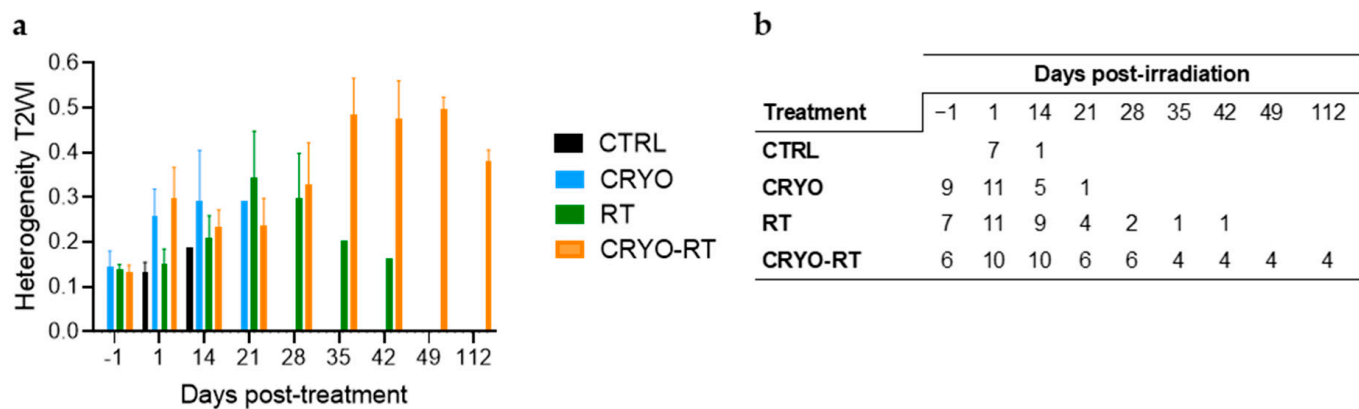 a
0.6
0.5
0.4
0.3
0.2
0.1
0.0
Heterogeneity T2WI
-1 1 14 21 28 35 42 49 112
Days post-treatment
CTRL
CRYO
RT
CRYO-RT
b
Days post-irradiation
Treatment −1 1 14 21 28 35 42 49 112
CTRL 7 1
CRYO 9 11 5 1
RT 7 11 9 4 2 1 1
CRYO-RT 6 10 10 6 6 4 4 4 4